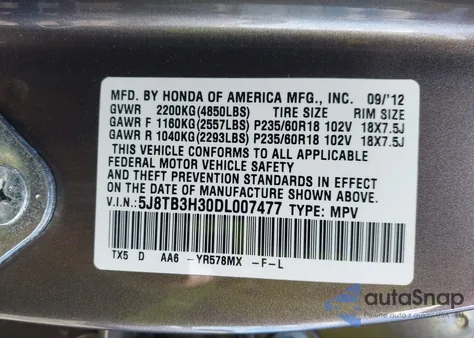 MFD. BY HONDA OF AMERICA MFG., INC. 09/'12
GVWR 2200KG(4850LBS) TIRE SIZE RIM SIZE
GAWR F 1160KG(2557LBS) P235/60R18 102V 18X7.5J
GAWR R 1040KG(2293LBS) P235/60R18 102V 18X7.5J
THIS VEHICLE CONFORMS TO ALL APPLICABLE
FEDERAL MOTOR VEHICLE SAFETY
AND THEFT PREVENTION STANDARDS IN EFFECT
ON THE DATE OF MANUFACTURE SHOWN ABOVE.
V.I.N.: 5J8TB3H30DL007477 TYPE: MPV
TX5 D AA6 -YR578MX -F-L
autoSnap
Pewne auto z aukcji